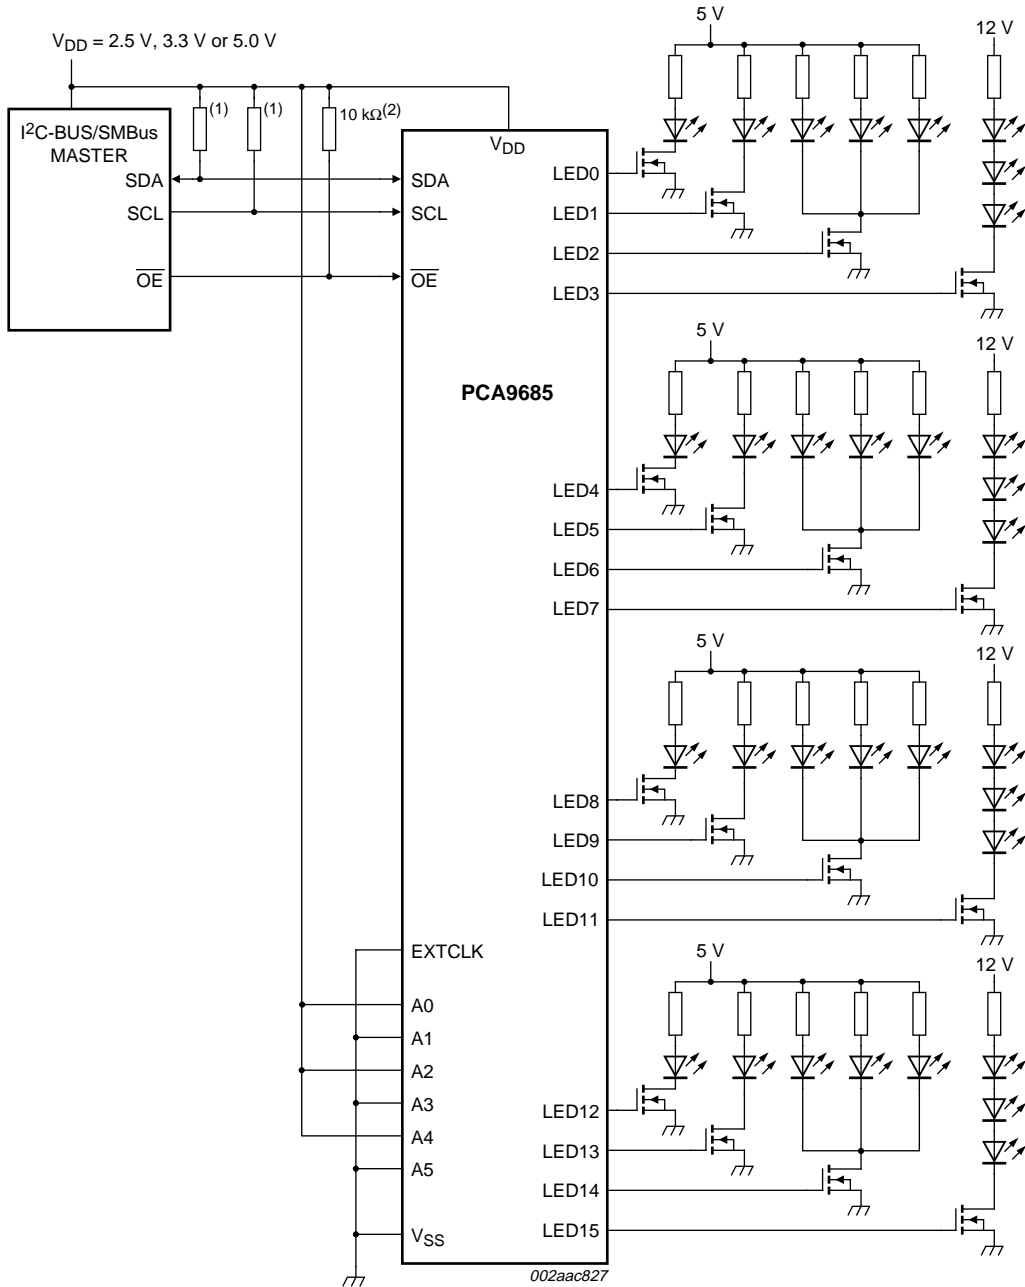 V_DD = 2.5 V, 3.3 V or 5.0 V
I²C-BUS/SMBus
MASTER
SDA
SCL
O̅E̅
(1)
(1)
10 kΩ(2)
V_DD
SDA
SCL
O̅E̅
PCA9685
EXTCLK
A0
A1
A2
A3
A4
A5
V_SS
LED0
LED1
LED2
LED3
LED4
LED5
LED6
LED7
LED8
LED9
LED10
LED11
LED12
LED13
LED14
LED15
5 V
12 V
5 V
12 V
5 V
12 V
5 V
12 V
002aac827